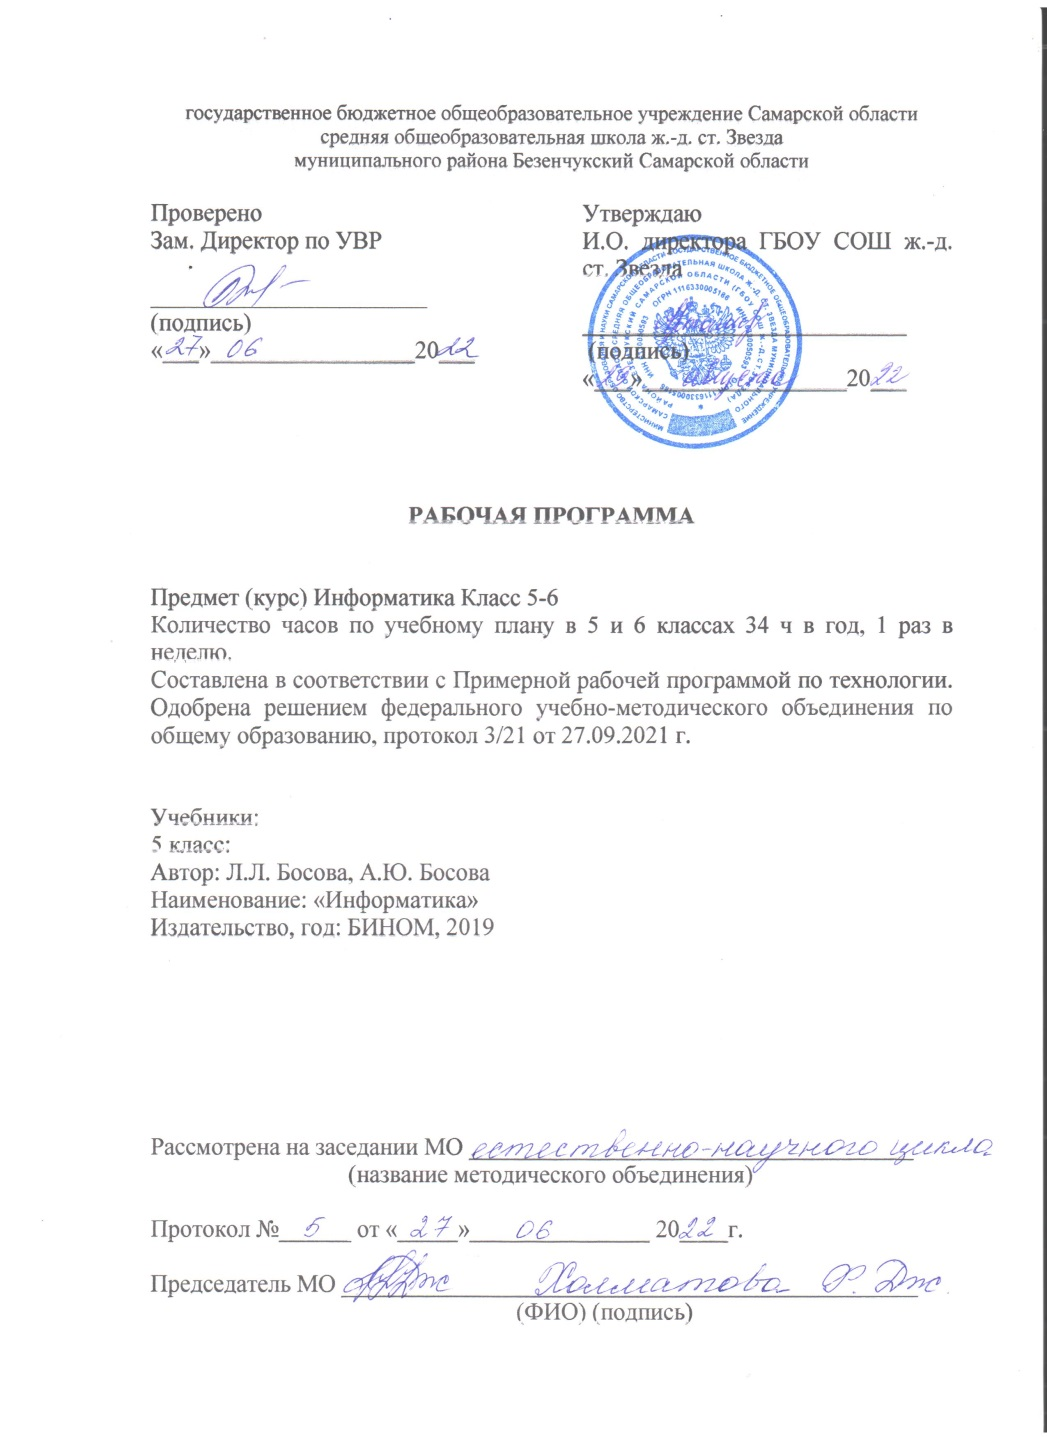 государственное бюджетное общеобразовательное учреждение Самарской области
средняя общеобразовательная школа ж.-д. ст. Звезда
муниципального района Безенчукский Самарской области
Проверено
Зам. Директор по УВР
(подпись)
«27» 06 2022
Утверждаю
И.О. директора ГБОУ СОШ ж.-д.
ст. Звезда
(подпись)
« » 2022
РАБОЧАЯ ПРОГРАММА
Предмет (курс) Информатика Класс 5-6
Количество часов по учебному плану в 5 и 6 классах 34 ч в год, 1 раз в
неделю.
Составлена в соответствии с Примерной рабочей программой по технологии.
Одобрена решением федерального учебно-методического объединения по
общему образованию, протокол 3/21 от 27.09.2021 г.
Учебники:
5 класс:
Автор: Л.Л. Босова, А.Ю. Босова
Наименование: «Информатика»
Издательство, год: БИНОМ, 2019
Рассмотрена на заседании МО естественно-научного цикла
(название методического объединения)
Протокол № 5 от «27» 06 2022 г.
Председатель МО Холматова Ф. Дж.
(ФИО) (подпись)